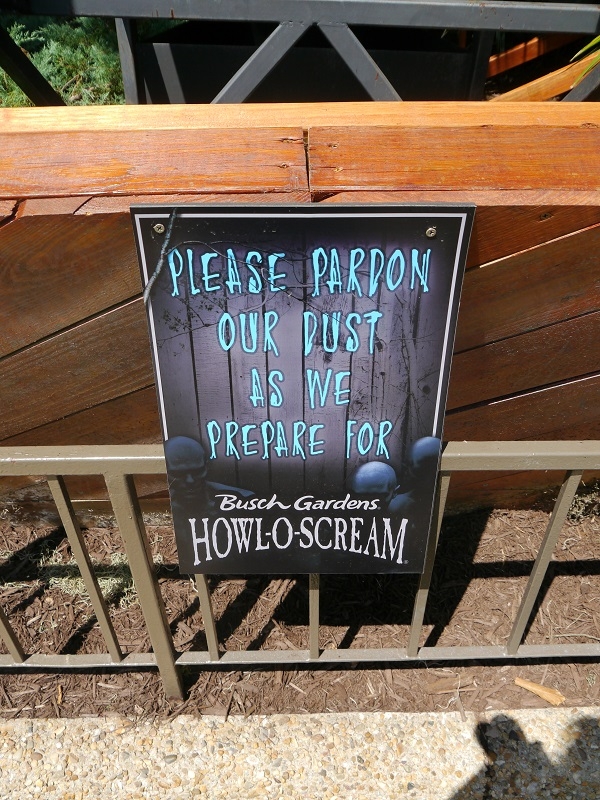 PLEASE PARDON
OUR DUST
AS WE
PREPARE FOR
Busch Gardens
HOWL-O-SCREAM